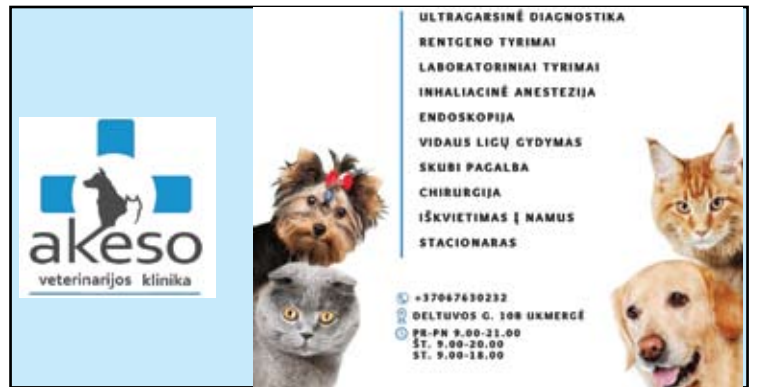 akeso
veterinarijos klinika
ULTRAGARSINĖ DIAGNOSTIKA
RENTGENO TYRIMAI
LABORATORINIAI TYRIMAI
INHALIACINĖ ANESTEZIJA
ENDOSKOPIJA
VIDAUS LIGŲ GYDYMAS
SKUBI PAGALBA
CHIRURGIJA
IŠKVIETIMAS Į NAMUS
STACIONARAS
+37067630232
DELTUVOS G. 10B UKMERGĖ
PR-PN 9.00-21.00
ŠT. 9.00-20.00
ST. 9.00-18.00